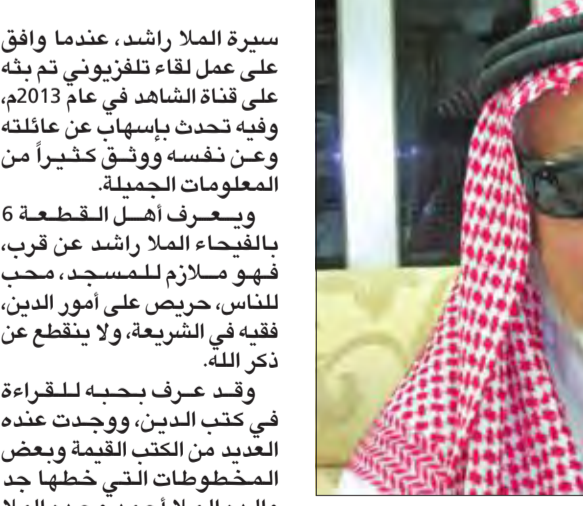 سيرة الملا راشد، عندما وافق
على عمل لقاء تلفزيوني تم بثه
على قناة الشاهد في عام 2013م،
وفيه تحدث بإسهاب عن عائلته
وعن نفسه ووثق كثيراً من
المعلومات الجميلة.
ويعرف أهل القطعة 6
بالفيحاء الملا راشد عن قرب،
فهو ملازم للمسجد، محب
للناس، حريص على أمور الدين،
فقيه في الشريعة، ولا ينقطع عن
ذكر الله.
وقد عرف بحبه للقراءة
في كتب الدين، ووجدت عنده
العديد من الكتب القيمة وبعض
المخطوطات التي خطها جد